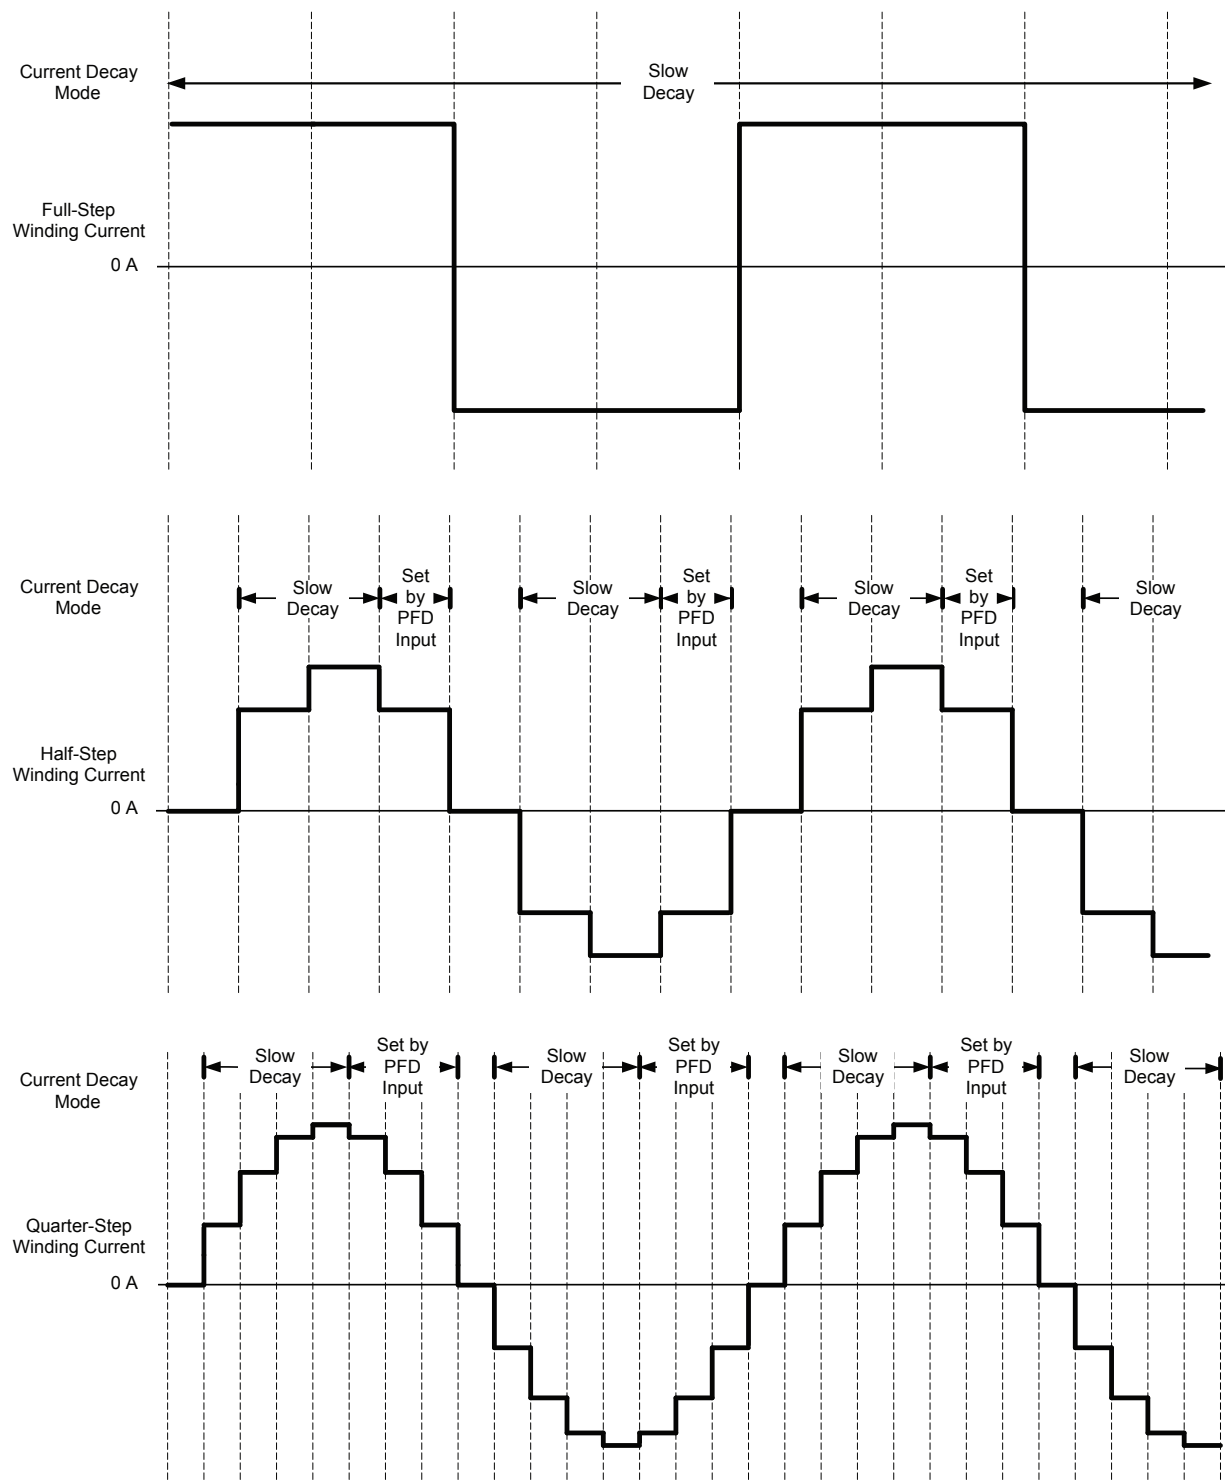 Current Decay
Mode
Slow
Decay
Full-Step
Winding Current
0 A
Current Decay
Mode
Slow
Decay
Set
by
PFD
Input
Slow
Decay
Set
by
PFD
Input
Slow
Decay
Set
by
PFD
Input
Slow
Decay
Half-Step
Winding Current
0 A
Current Decay
Mode
Slow
Decay
Set by
PFD
Input
Slow
Decay
Set by
PFD
Input
Slow
Decay
Set by
PFD
Input
Slow
Decay
Quarter-Step
Winding Current
0 A